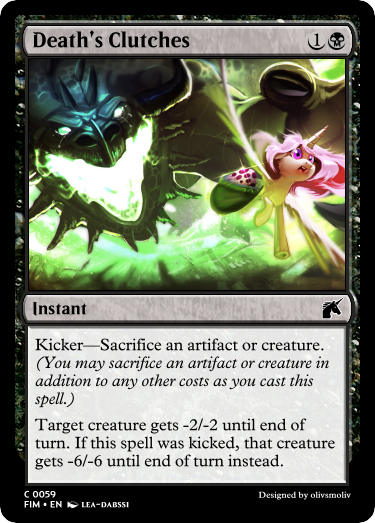 Death's Clutches 1
Instant
Kicker—Sacrifice an artifact or creature.
(You may sacrifice an artifact or creature in
addition to any other costs as you cast this
spell.)
Target creature gets -2/-2 until end of
turn. If this spell was kicked, that creature
gets -6/-6 until end of turn instead.
C 0059
FIM • EN LEA-DABSSI
Designed by olivsmoliv